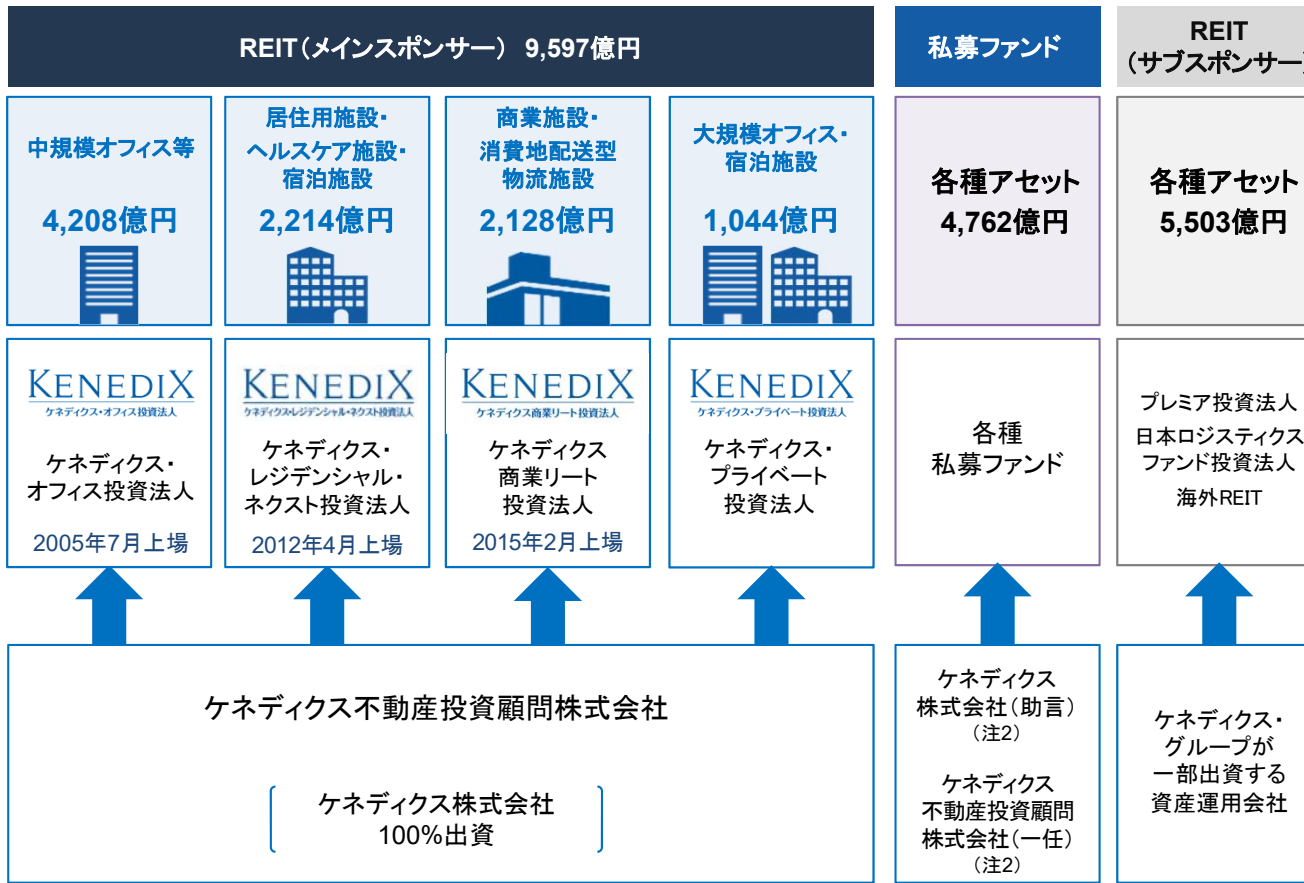 REIT(メインスポンサー) 9,597億円
私募ファンド
REIT
(サブスポンサー)
中規模オフィス等
4,208億円
居住用施設・
ヘルスケア施設・
宿泊施設
2,214億円
商業施設・
消費地配送型
物流施設
2,128億円
大規模オフィス・
宿泊施設
1,044億円
各種アセット
4,762億円
各種アセット
5,503億円
KENEDIX
ケネディクス・オフィス投資法人
ケネディクス・
オフィス投資法人
2005年7月上場
KENEDIX
ケネディクス・レジデンシャル・ネクスト投資法人
ケネディクス・
レジデンシャル・
ネクスト投資法人
2012年4月上場
KENEDIX
ケネディクス商業リート投資法人
ケネディクス
商業リート
投資法人
2015年2月上場
KENEDIX
ケネディクス・プライベート投資法人
ケネディクス・
プライベート
投資法人
各種
私募ファンド
プレミア投資法人
日本ロジスティクス
ファンド投資法人
海外REIT
ケネディクス不動産投資顧問株式会社
ケネディクス株式会社
100%出資
ケネディクス
株式会社(助言)
(注2)
ケネディクス
不動産投資顧問
株式会社(一任)
(注2)
ケネディクス・
グループが
一部出資する
資産運用会社